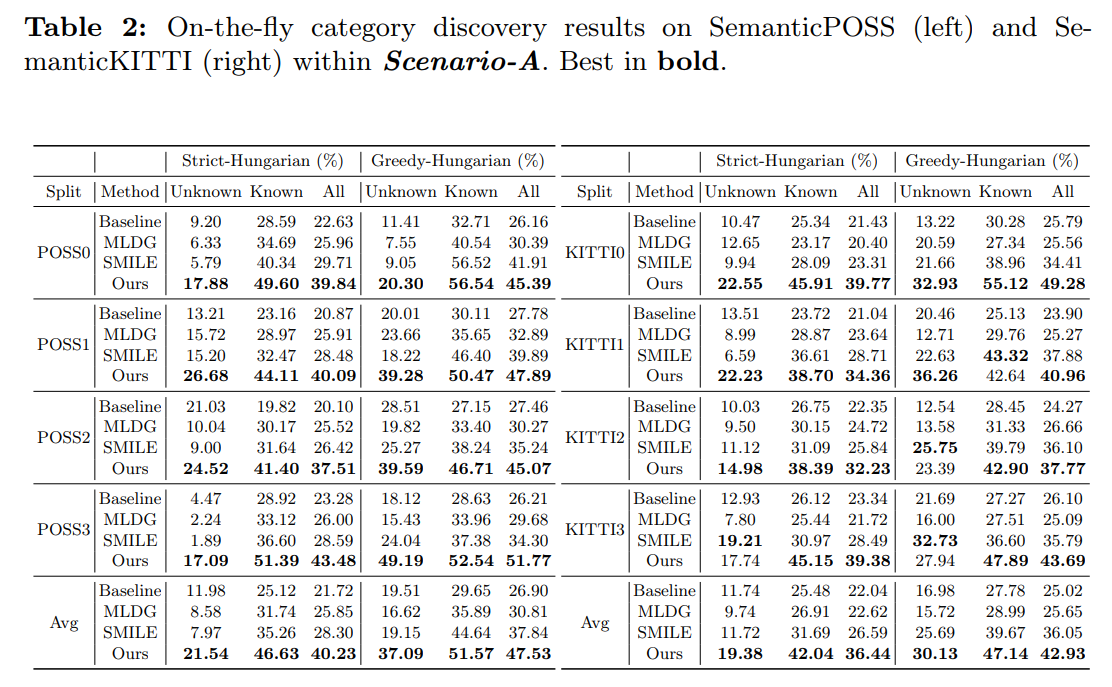 Table 2: On-the-fly category discovery results on SemanticPOSS (left) and Se-
manticKITTI (right) within Scenario-A. Best in bold.
Strict-Hungarian (%) Greedy-Hungarian (%) Strict-Hungarian (%) Greedy-Hungarian (%)
Split Method Unknown Known All Unknown Known All Split Method Unknown Known All Unknown Known All
Baseline 9.20 28.59 22.63 11.41 32.71 26.16 Baseline 10.47 25.34 21.43 13.22 30.28 25.79
POSS0 MLDG 6.33 34.69 25.96 7.55 40.54 30.39 KITTI0 MLDG 12.65 23.17 20.40 20.59 27.34 25.56
SMILE 5.79 40.34 29.71 9.05 56.52 41.91 SMILE 9.94 28.09 23.31 21.66 38.96 34.41
Ours 17.88 49.60 39.84 20.30 56.54 45.39 Ours 22.55 45.91 39.77 32.93 55.12 49.28
Baseline 13.21 23.16 20.87 20.01 30.11 27.78 Baseline 13.51 23.72 21.04 20.46 25.13 23.90
POSS1 MLDG 15.72 28.97 25.91 23.66 35.65 32.89 KITTI1 MLDG 8.99 28.87 23.64 12.71 29.76 25.27
SMILE 15.20 32.47 28.48 18.22 46.40 39.89 SMILE 6.59 36.61 28.71 22.63 43.32 37.88
Ours 26.68 44.11 40.09 39.28 50.47 47.89 Ours 22.23 38.70 34.36 36.26 42.64 40.96
Baseline 21.03 19.82 20.10 28.51 27.15 27.46 Baseline 10.03 26.75 22.35 12.54 28.45 24.27
POSS2 MLDG 10.04 30.17 25.52 19.82 33.40 30.27 KITTI2 MLDG 9.50 30.15 24.72 13.58 31.33 26.66
SMILE 9.00 31.64 26.42 25.27 38.24 35.24 SMILE 11.12 31.09 25.84 25.75 39.79 36.10
Ours 24.52 41.40 37.51 39.59 46.71 45.07 Ours 14.98 38.39 32.23 23.39 42.90 37.77
Baseline 4.47 28.92 23.28 18.12 28.63 26.21 Baseline 12.93 26.12 23.34 21.69 27.27 26.10
POSS3 MLDG 2.24 33.12 26.00 15.43 33.96 29.68 KITTI3 MLDG 7.80 25.44 21.72 16.00 27.51 25.09
SMILE 1.89 36.60 28.59 24.04 37.38 34.30 SMILE 19.21 30.97 28.49 32.73 36.60 35.79
Ours 17.09 51.39 43.48 49.19 52.54 51.77 Ours 17.74 45.15 39.38 27.94 47.89 43.69
Baseline 11.98 25.12 21.72 19.51 29.65 26.90 Baseline 11.74 25.48 22.04 16.98 27.78 25.02
Avg MLDG 8.58 31.74 25.85 16.62 35.89 30.81 Avg MLDG 9.74 26.91 22.62 15.72 28.99 25.65
SMILE 7.97 35.26 28.30 19.15 44.64 37.84 SMILE 11.72 31.69 26.59 25.69 39.67 36.05
Ours 21.54 46.63 40.23 37.09 51.57 47.53 Ours 19.38 42.04 36.44 30.13 47.14 42.93